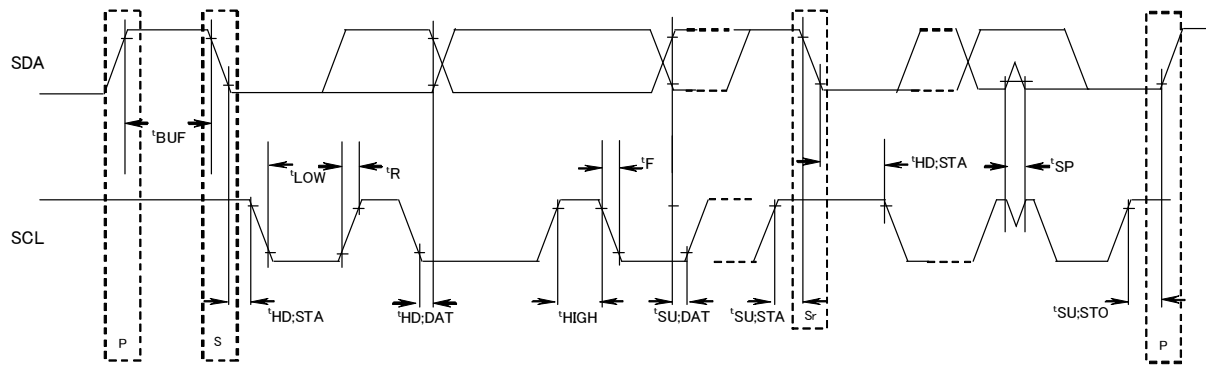 SDA
tBUF
tLOW
tR
tF
tHD;STA
tSP
SCL
tHD;STA
tHD;DAT
tHIGH
tSU;DAT
tSU;STA
Sr
tSU;STO
P
S
P